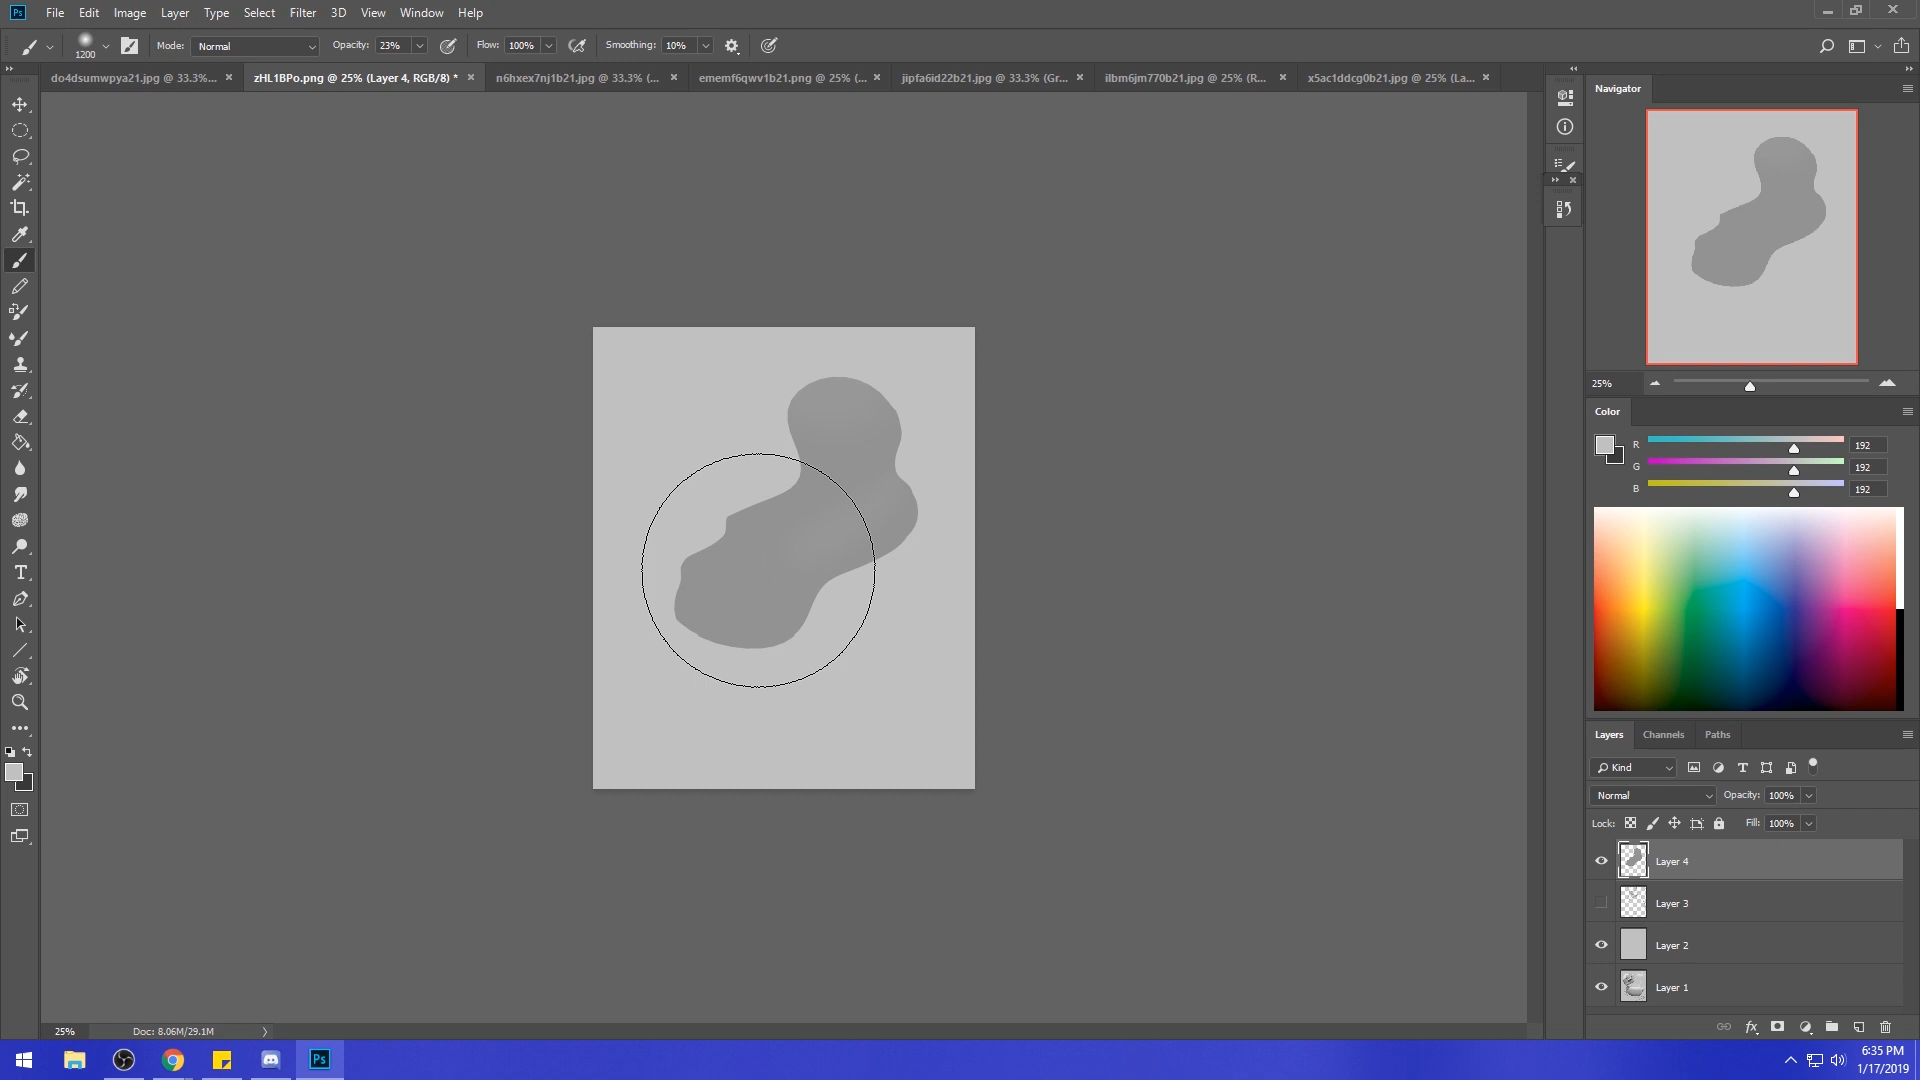 Ps File Edit Image Layer Type Select Filter 3D View Window Help
1200 Mode: Normal Opacity: 23% Flow: 100% Smoothing: 10%
do4dsumwpya21.jpg @ 33.3%... zHL1BPo.png @ 25% (Layer 4, RGB/8) * n6hxex7nj1b21.jpg @ 33.3% (... ememf6qwv1b21.png @ 25% (... jipfa6id22b21.jpg @ 33.3% (Gr... ilbm6jm770b21.jpg @ 25% (R... x5ac1ddcg0b21.jpg @ 25% (La...
Navigator
25%
Color
R 192
G 192
B 192
Layers Channels Paths
Kind
Normal Opacity: 100%
Lock: Fill: 100%
Layer 4
Layer 3
Layer 2
Layer 1
fx
25% Doc: 8.06M/29.1M
Ps
6:35 PM
1/17/2019